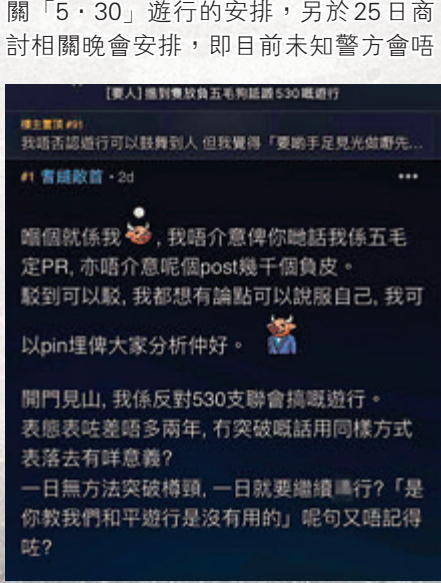 關「5·30」遊行的安排,另於25日商
討相關晚會安排,即目前未知警方會唔
[要人]搵到隻放負五毛狗話譴530嘅遊行
樓主置頂 #91
我唔否認遊行可以鼓舞到人 但我覺得「要啲手足見光做嘢先...
#1 奮縫敵首・2d
嗰個就係我, 我唔介意俾你哋話我係五毛
定PR, 亦唔介意呢個post幾千個負皮。
駁到可以駁, 我都想有論點可以說服自己, 我可
以pin埋俾大家分析仲好。
開門見山, 我係反對530支聯會搞嘅遊行。
表態表咗差唔多兩年, 冇突破嘅話用同樣方式
表落去有咩意義?
一日無方法突破樽頸, 一日就要繼續行?「是
你教我們和平遊行是沒有用的」呢句又唔記得
咗?